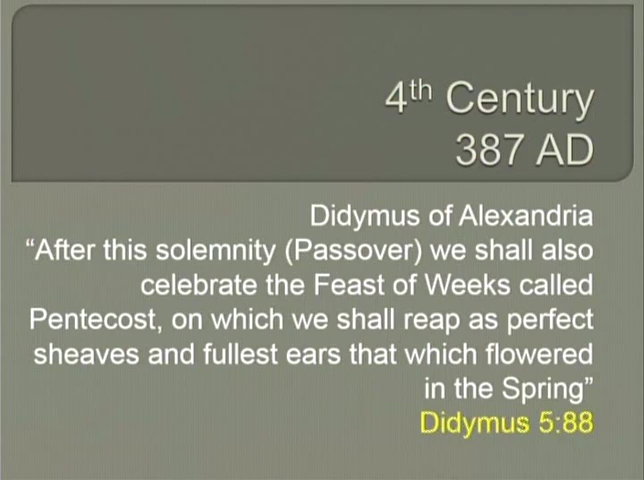 4th Century
387 AD
Didymus of Alexandria
“After this solemnity (Passover) we shall also
celebrate the Feast of Weeks called
Pentecost, on which we shall reap as perfect
sheaves and fullest ears that which flowered
in the Spring”
Didymus 5:88